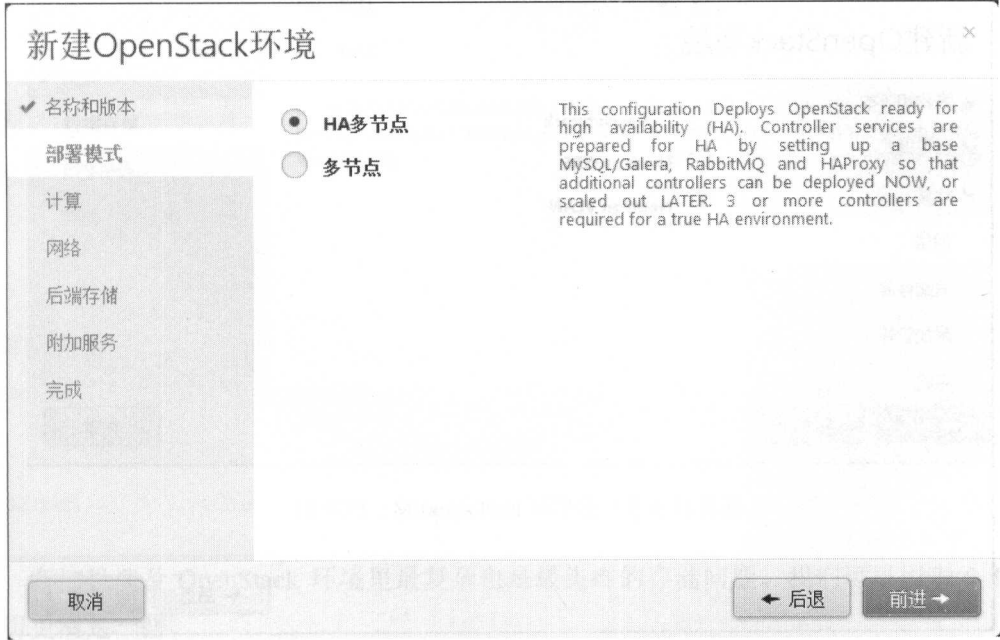 新建OpenStack环境
×
✔ 名称和版本
部署模式
计算
网络
后端存储
附加服务
完成
HA多节点
多节点
This configuration Deploys OpenStack ready for
high availability (HA). Controller services are
prepared for HA by setting up a base
MySQL/Galera, RabbitMQ and HAProxy so that
additional controllers can be deployed NOW, or
scaled out LATER. 3 or more controllers are
required for a true HA environment.
取消
← 后退
前进 →